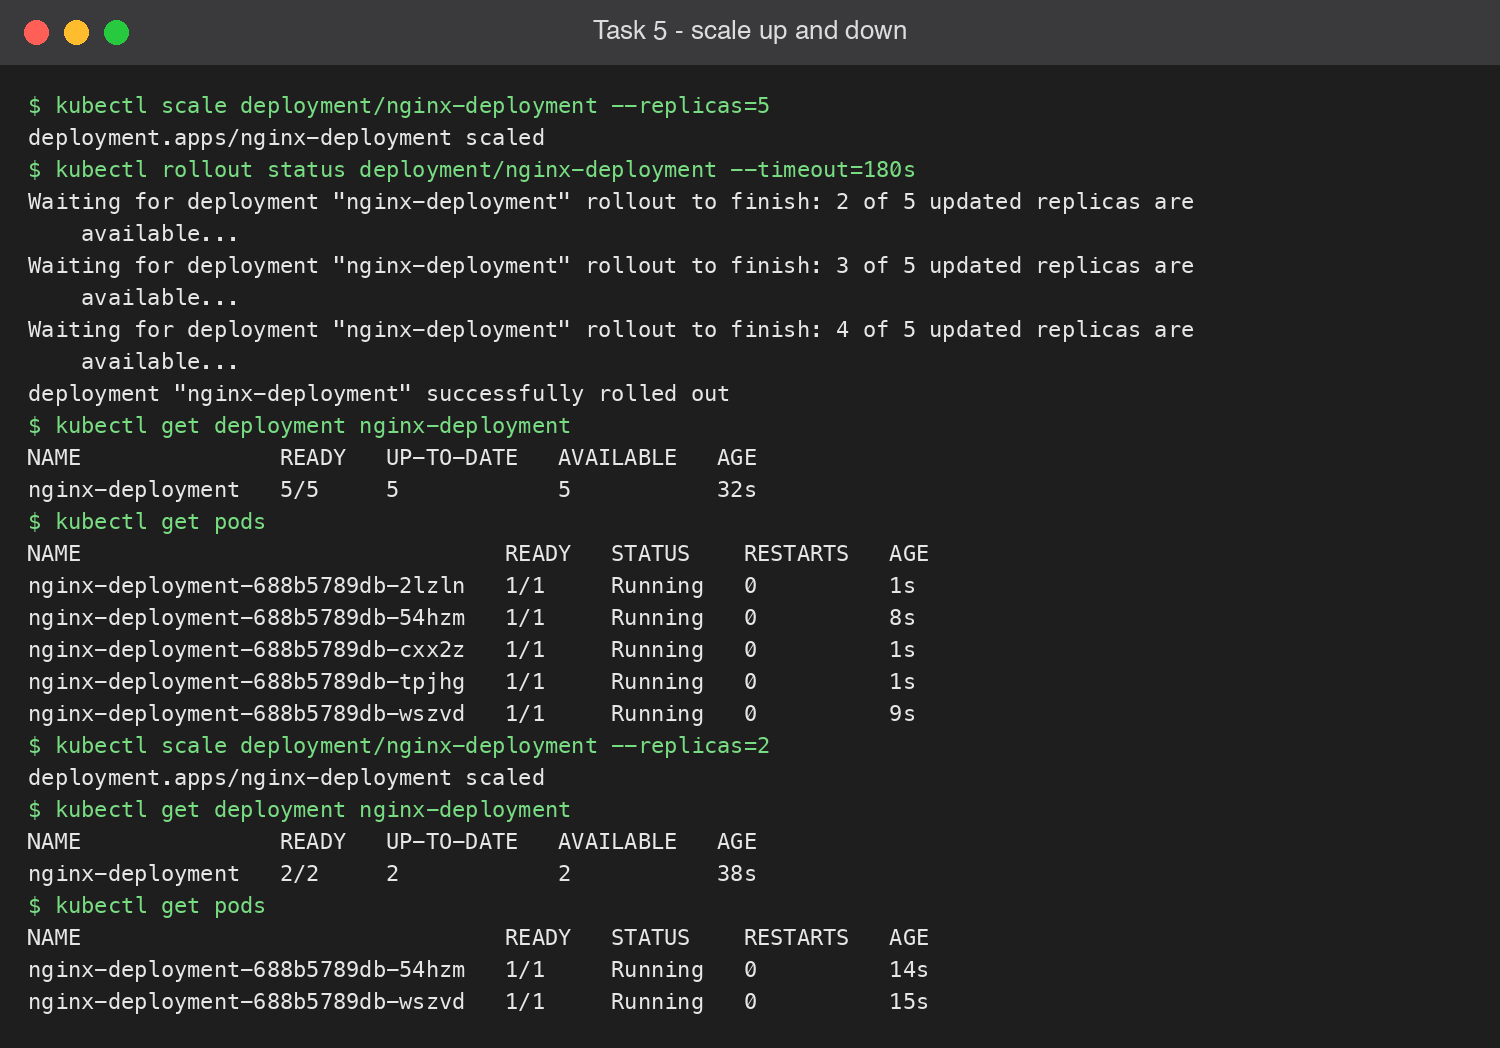 Task 5 - scale up and down
$ kubectl scale deployment/nginx-deployment --replicas=5
deployment.apps/nginx-deployment scaled
$ kubectl rollout status deployment/nginx-deployment --timeout=180s
Waiting for deployment "nginx-deployment" rollout to finish: 2 of 5 updated replicas are
    available...
Waiting for deployment "nginx-deployment" rollout to finish: 3 of 5 updated replicas are
    available...
Waiting for deployment "nginx-deployment" rollout to finish: 4 of 5 updated replicas are
    available...
deployment "nginx-deployment" successfully rolled out
$ kubectl get deployment nginx-deployment
NAME               READY   UP-TO-DATE   AVAILABLE   AGE
nginx-deployment   5/5     5            5           32s
$ kubectl get pods
NAME                                READY   STATUS    RESTARTS   AGE
nginx-deployment-688b5789db-2lzln   1/1     Running   0          1s
nginx-deployment-688b5789db-54hzm   1/1     Running   0          8s
nginx-deployment-688b5789db-cxx2z   1/1     Running   0          1s
nginx-deployment-688b5789db-tpjhg   1/1     Running   0          1s
nginx-deployment-688b5789db-wszvd   1/1     Running   0          9s
$ kubectl scale deployment/nginx-deployment --replicas=2
deployment.apps/nginx-deployment scaled
$ kubectl get deployment nginx-deployment
NAME               READY   UP-TO-DATE   AVAILABLE   AGE
nginx-deployment   2/2     2            2           38s
$ kubectl get pods
NAME                                READY   STATUS    RESTARTS   AGE
nginx-deployment-688b5789db-54hzm   1/1     Running   0          14s
nginx-deployment-688b5789db-wszvd   1/1     Running   0          15s